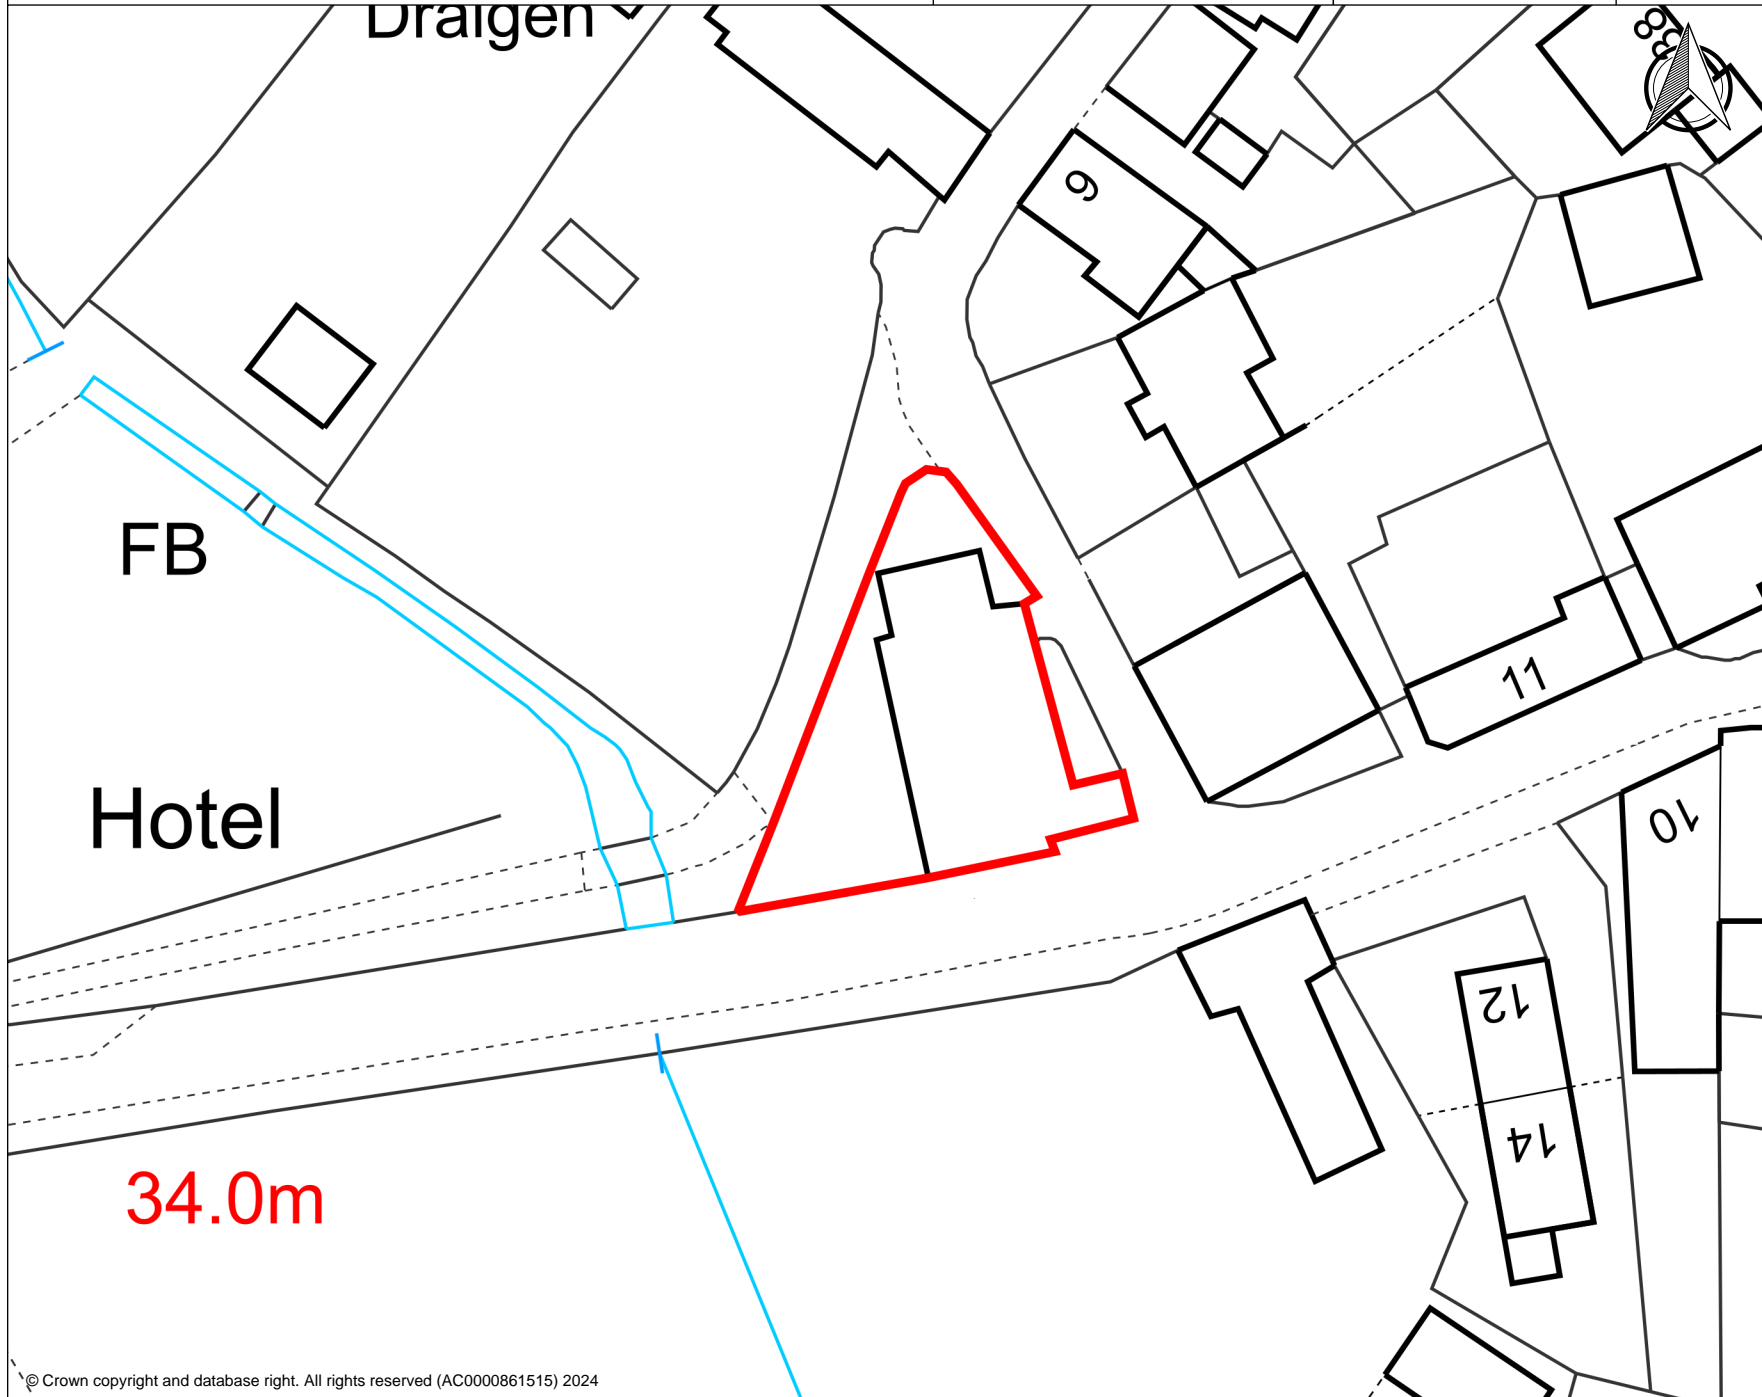 Draigen
38
9
FB
11
Hotel
10
12
14
34.0m
© Crown copyright and database right. All rights reserved (AC0000861515) 2024